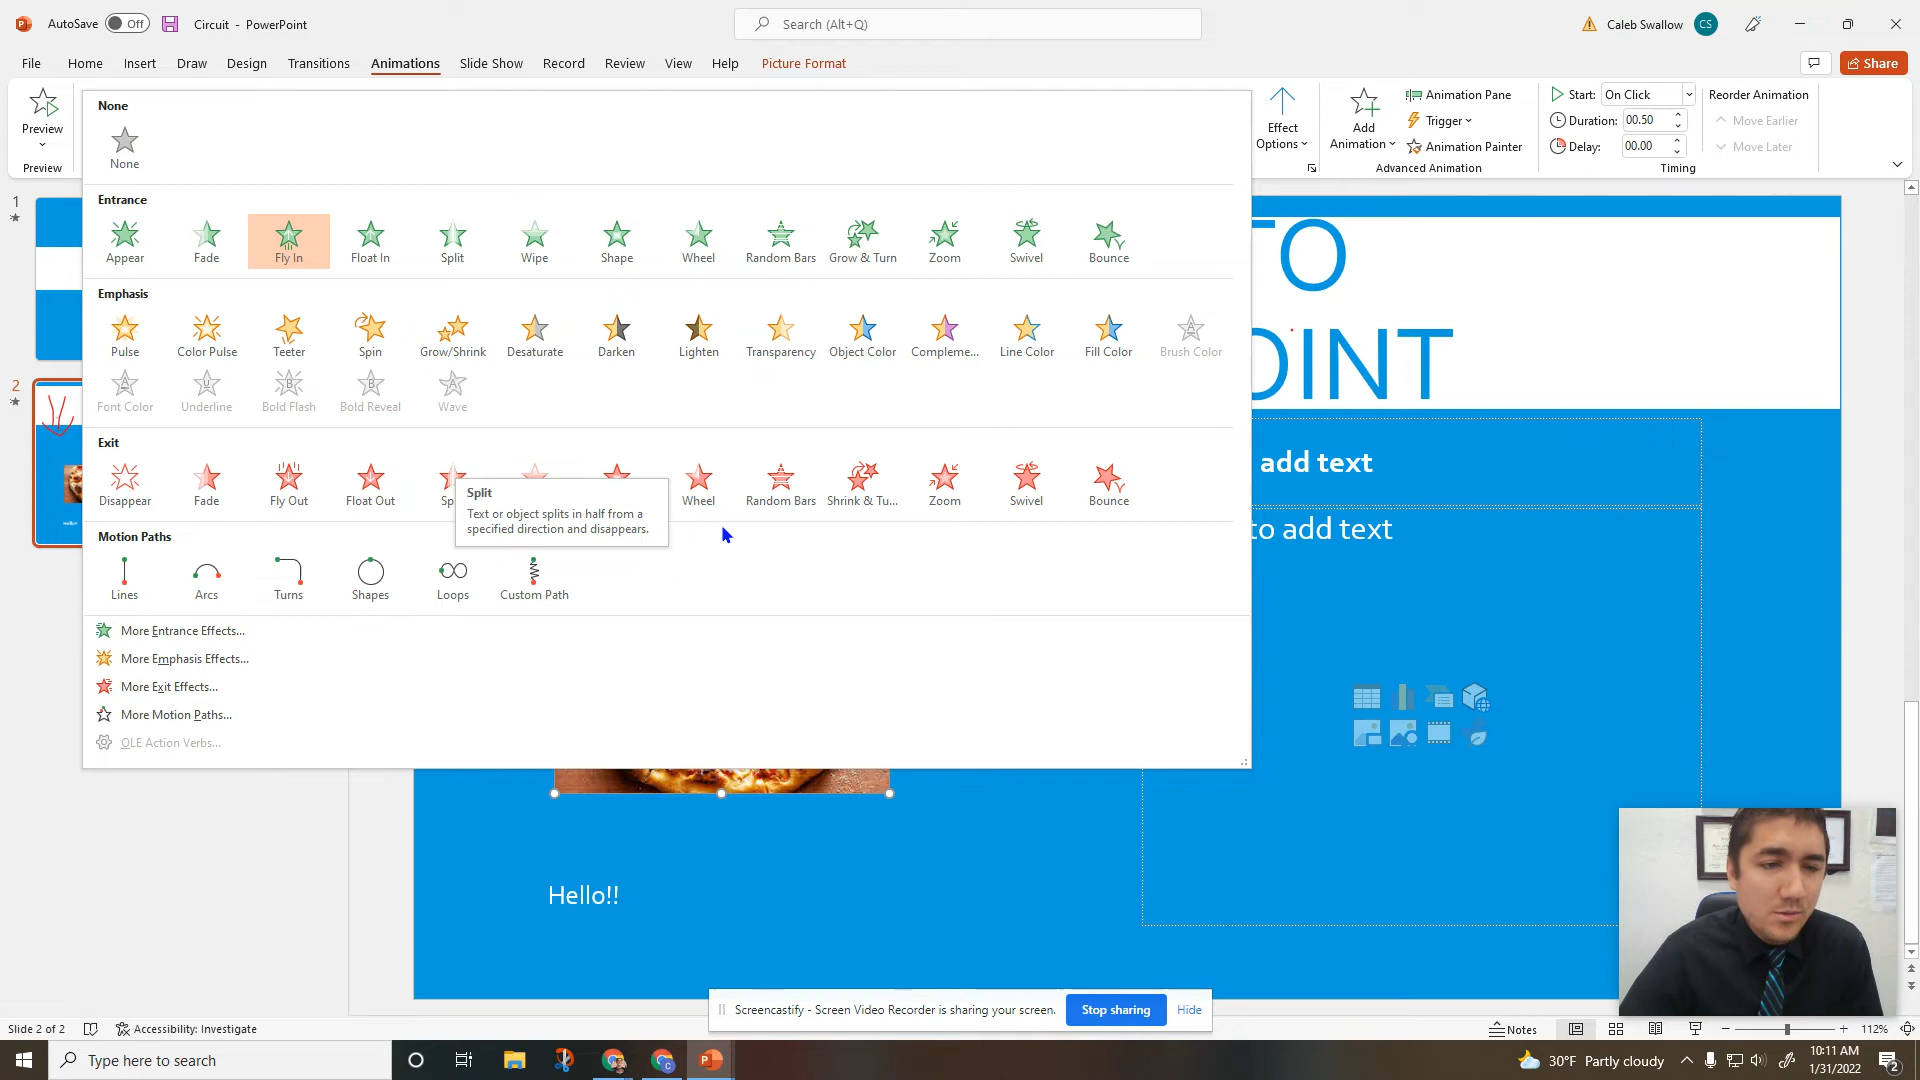 AutoSave Off Circuit - PowerPoint Search (Alt+Q) Caleb Swallow CS
File Home Insert Draw Design Transitions Animations Slide Show Record Review View Help Picture Format Share
Preview
Preview
None
None
Entrance
Appear Fade Fly In Float In Split Wipe Shape Wheel Random Bars Grow & Turn Zoom Swivel Bounce
Emphasis
Pulse Color Pulse Teeter Spin Grow/Shrink Desaturate Darken Lighten Transparency Object Color Compleme... Line Color Fill Color Brush Color
Font Color Underline Bold Flash Bold Reveal Wave
Exit
Disappear Fade Fly Out Float Out Sp Wheel Random Bars Shrink & Tu... Zoom Swivel Bounce
Split
Text or object splits in half from a
specified direction and disappears.
Motion Paths
Lines Arcs Turns Shapes Loops Custom Path
More Entrance Effects...
More Emphasis Effects...
More Exit Effects...
More Motion Paths...
OLE Action Verbs...
Effect
Options
Add
Animation
Animation Pane
Trigger
Animation Painter
Advanced Animation
Start: On Click
Duration: 00.50
Delay: 00.00
Timing
Reorder Animation
Move Earlier
Move Later
1
2
TO
OINT
add text
to add text
Hello!!
Hello!!
Screencastify - Screen Video Recorder is sharing your screen. Stop sharing Hide
Slide 2 of 2 Accessibility: Investigate Notes 112%
Type here to search 30°F Partly cloudy 10:11 AM
1/31/2022 2